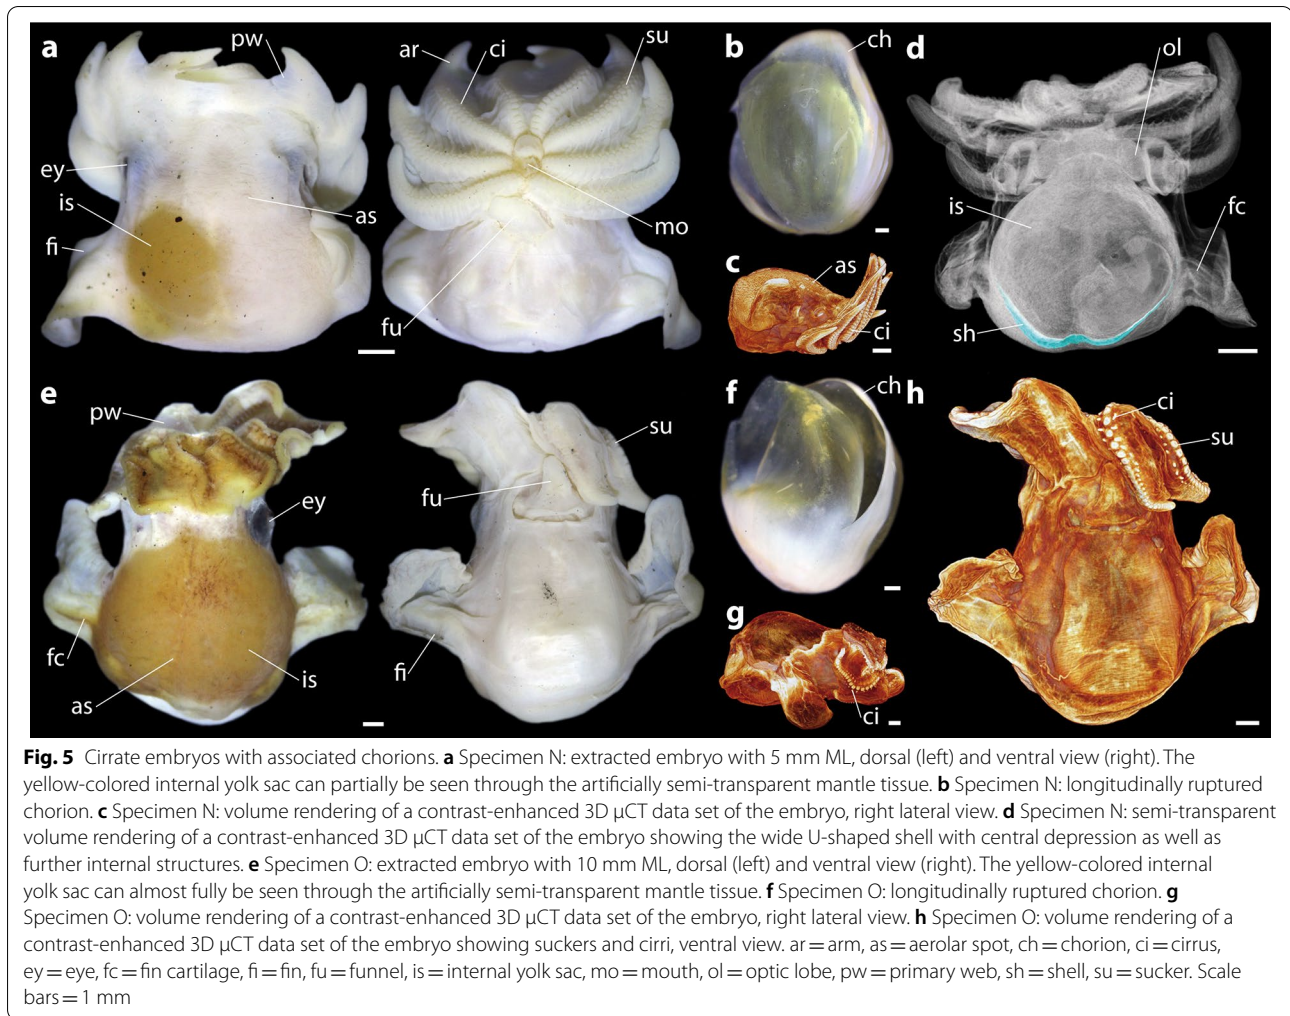 a
pw
ey
is
fi
as
ar
ci
su
mo
fu
b
ch
c
as
ci
d
ol
is
fc
sh
e
pw
ey
fc
as
is
su
fu
fi
f
ch
g
ci
h
ci
su
Fig. 5 Cirrate embryos with associated chorions. a Specimen N: extracted embryo with 5 mm ML, dorsal (left) and ventral view (right). The
yellow-colored internal yolk sac can partially be seen through the artificially semi-transparent mantle tissue. b Specimen N: longitudinally ruptured
chorion. c Specimen N: volume rendering of a contrast-enhanced 3D µCT data set of the embryo, right lateral view. d Specimen N: semi-transparent
volume rendering of a contrast-enhanced 3D µCT data set of the embryo showing the wide U-shaped shell with central depression as well as
further internal structures. e Specimen O: extracted embryo with 10 mm ML, dorsal (left) and ventral view (right). The yellow-colored internal
yolk sac can almost fully be seen through the artificially semi-transparent mantle tissue. f Specimen O: longitudinally ruptured chorion. g
Specimen O: volume rendering of a contrast-enhanced 3D µCT data set of the embryo, right lateral view. h Specimen O: volume rendering of a
contrast-enhanced 3D µCT data set of the embryo showing suckers and cirri, ventral view. ar = arm, as = aerolar spot, ch = chorion, ci = cirrus,
ey = eye, fc = fin cartilage, fi = fin, fu = funnel, is = internal yolk sac, mo = mouth, ol = optic lobe, pw = primary web, sh = shell, su = sucker. Scale
bars = 1 mm